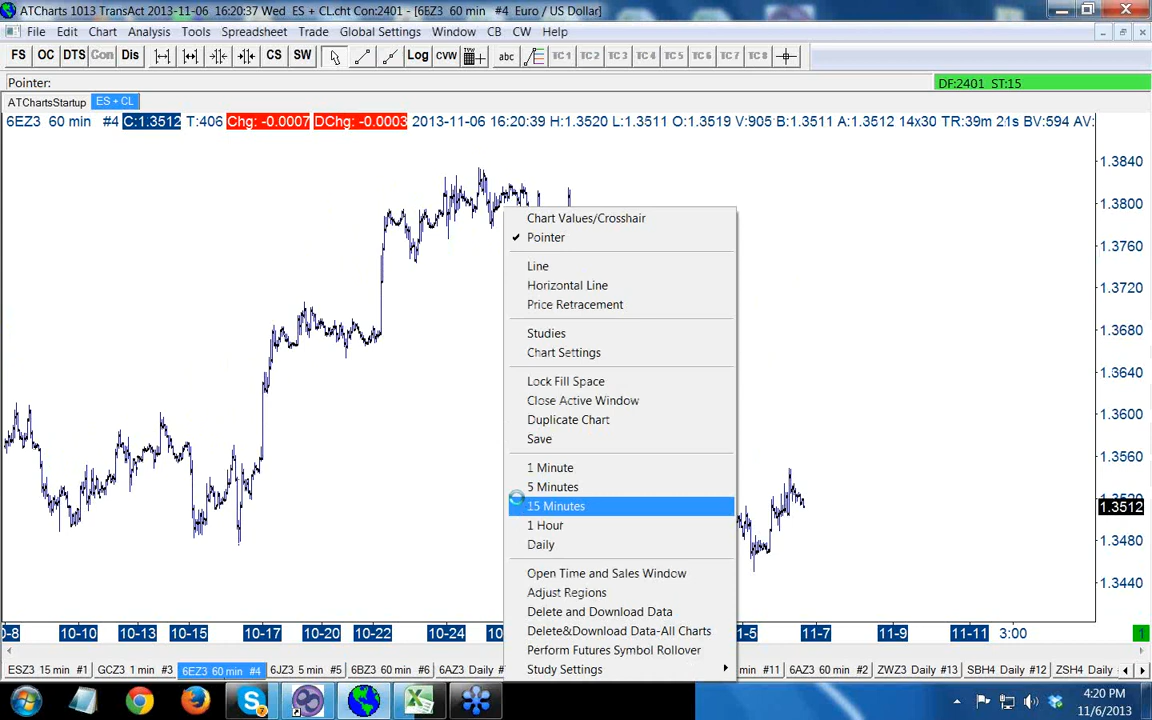 ATCharts 1013 TransAct 2013-11-06 16:20:37 Wed ES + CL.cht Con:2401 - [6EZ3 60 min #4 Euro / US Dollar]
File Edit Chart Analysis Tools Spreadsheet Trade Global Settings Window CB CW Help
FS OC DTS Con Dis CS SW Log CVW abc TC1 TC2 TC3 TC4 TC5 TC6 TC7 TC8
Pointer: DF:2401 ST:15
ATChartsStartup ES + CL
6EZ3 60 min #4 C:1.3512 T:406 Chg: -0.0007 DChg: -0.0003 2013-11-06 16:20:39 H:1.3520 L:1.3511 O:1.3519 V:905 B:1.3511 A:1.3512 14x30 TR:39m 21s BV:594 AV:
1.3840
1.3800
1.3760
1.3720
1.3680
1.3640
1.3600
1.3560
1.3512
1.3480
1.3440
Chart Values/Crosshair
Pointer
Line
Horizontal Line
Price Retracement
Studies
Chart Settings
Lock Fill Space
Close Active Window
Duplicate Chart
Save
1 Minute
5 Minutes
15 Minutes
1 Hour
Daily
Open Time and Sales Window
Adjust Regions
Delete and Download Data
Delete&Download Data-All Charts
Perform Futures Symbol Rollover
Study Settings
0-8 10-10 10-13 10-15 10-17 10-20 10-22 10-24 1-5 11-7 11-9 11-11 3:00 1
ESZ3 15 min #1 GCZ3 1 min #3 6EZ3 60 min #4 6JZ3 5 min #5 6BZ3 60 min #6 6AZ3 Daily #11 6AZ3 60 min #2 ZWZ3 Daily #13 SBH4 Daily #12 ZSH4 Daily
4:20 PM
11/6/2013